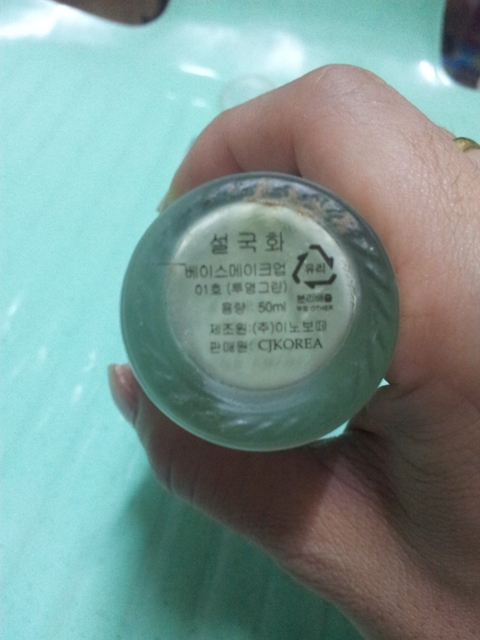 설국화
베이스메이크업
01호 (투명그린)
용량: 50ml
제조원:(주)이노보떼
판매원: CJKOREA
유리
분리배출